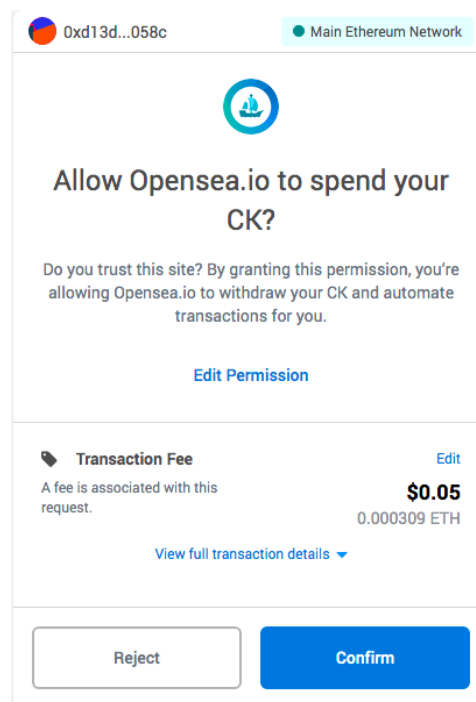 0xd13d...058c
Main Ethereum Network
Allow Opensea.io to spend your
CK?
Do you trust this site? By granting this permission, you're
allowing Opensea.io to withdraw your CK and automate
transactions for you.
Edit Permission
Transaction Fee
Edit
A fee is associated with this
request.
$0.05
0.000309 ETH
View full transaction details
Reject
Confirm